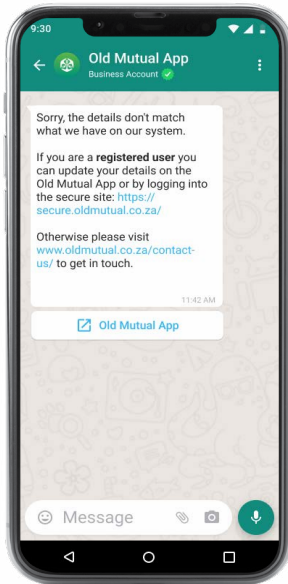 9:30
Old Mutual App
Business Account
Sorry, the details don't match
what we have on our system.
If you are a registered user you
can update your details on the
Old Mutual App or by logging into
the secure site: https://
secure.oldmutual.co.za/
Otherwise please visit
www.oldmutual.co.za/contact-
us/ to get in touch.
11:42 AM
Old Mutual App
Message